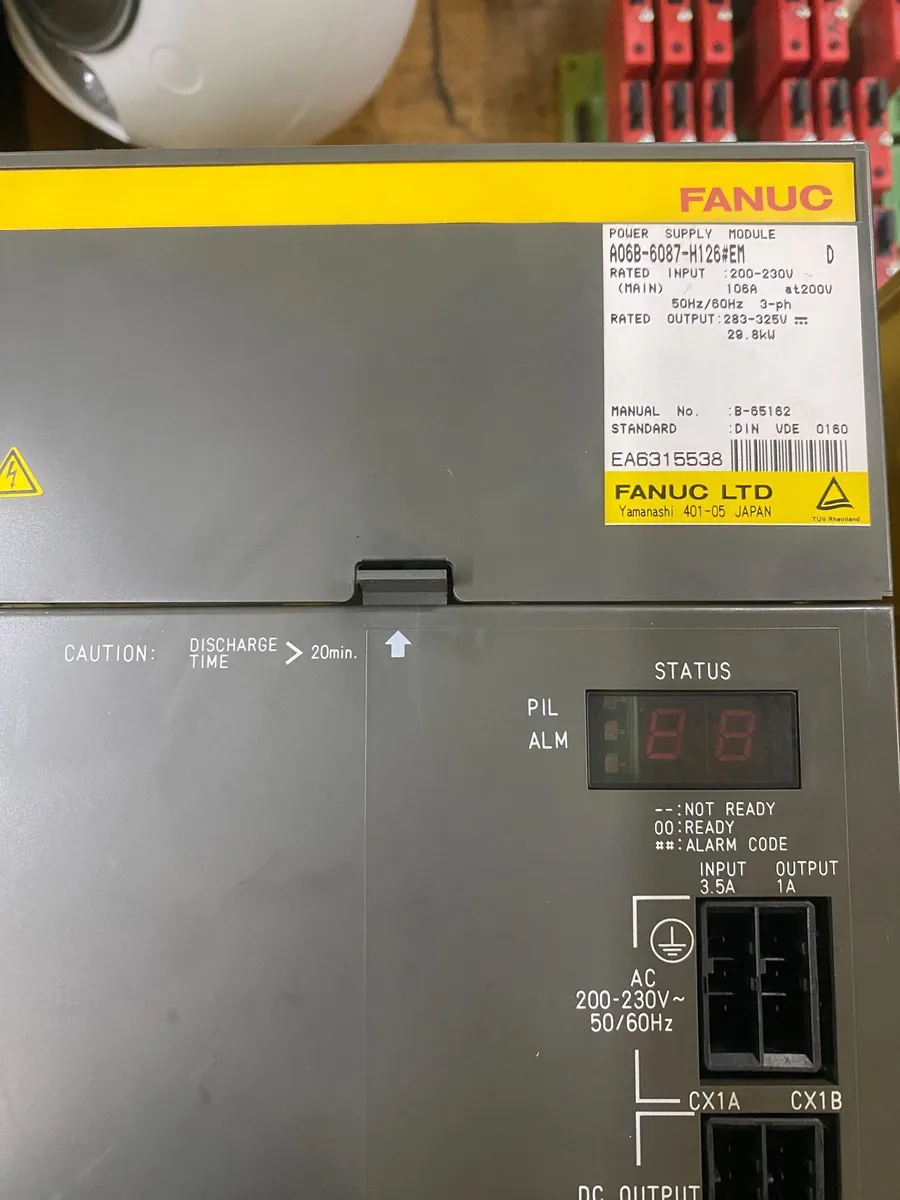 FANUC
POWER SUPPLY MODULE
A06B-6087-H126#EM D
RATED INPUT :200-230V ~
(MAIN) 106A at200V
50Hz/60Hz 3-ph
RATED OUTPUT:283-325V ⎓
29.8kW
MANUAL No. :B-65162
STANDARD :DIN VDE 0160
EA6315538
FANUC LTD
Yamanashi 401-05 JAPAN
TÜV Rheinland
CAUTION: DISCHARGE TIME > 20min.
STATUS
PIL
ALM
--:NOT READY
00:READY
##:ALARM CODE
INPUT OUTPUT
3.5A 1A
AC
200-230V~
50/60Hz
CX1A CX1B
DC OUTPUT